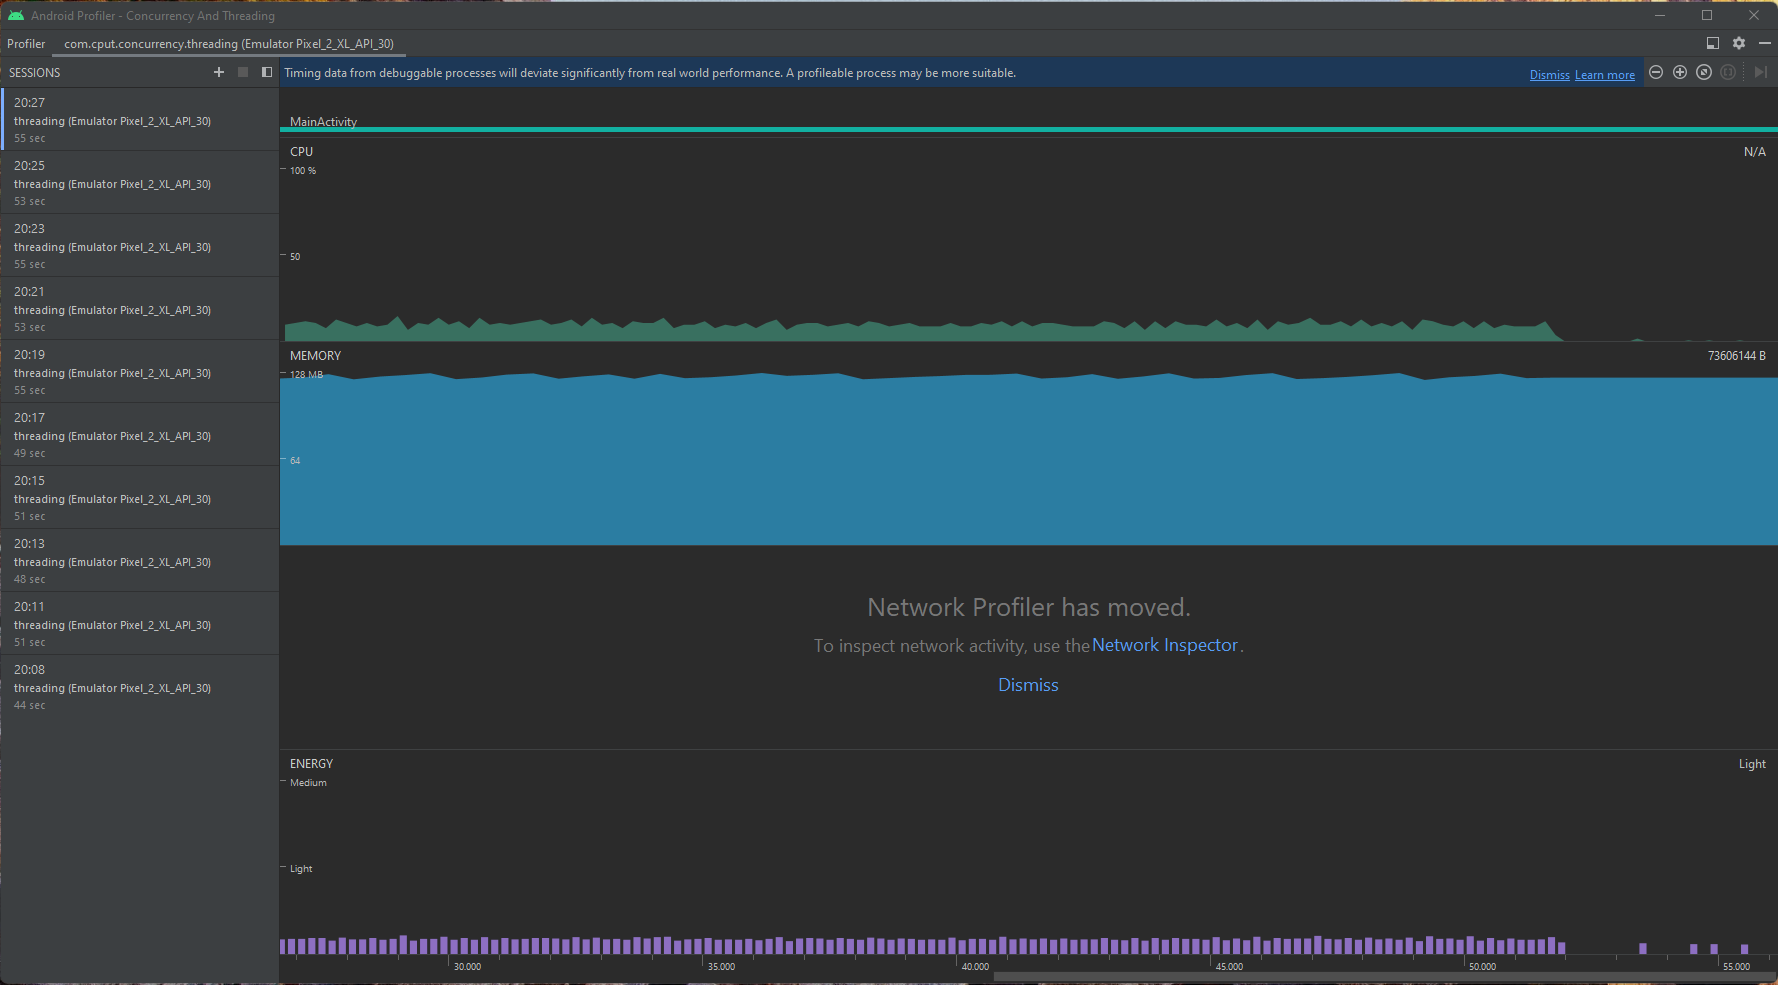 Android Profiler - Concurrency And Threading
Profiler com.cput.concurrency.threading (Emulator Pixel_2_XL_API_30)
SESSIONS
Timing data from debuggable processes will deviate significantly from real world performance. A profileable process may be more suitable.
Dismiss Learn more
20:27
threading (Emulator Pixel_2_XL_API_30)
55 sec
20:25
threading (Emulator Pixel_2_XL_API_30)
53 sec
20:23
threading (Emulator Pixel_2_XL_API_30)
55 sec
20:21
threading (Emulator Pixel_2_XL_API_30)
53 sec
20:19
threading (Emulator Pixel_2_XL_API_30)
55 sec
20:17
threading (Emulator Pixel_2_XL_API_30)
49 sec
20:15
threading (Emulator Pixel_2_XL_API_30)
51 sec
20:13
threading (Emulator Pixel_2_XL_API_30)
48 sec
20:11
threading (Emulator Pixel_2_XL_API_30)
51 sec
20:08
threading (Emulator Pixel_2_XL_API_30)
44 sec
MainActivity
CPU N/A
100 %
50
MEMORY 73606144 B
128 MB
64
Network Profiler has moved.
To inspect network activity, use the Network Inspector.
Dismiss
ENERGY Light
Medium
Light
30.000 35.000 40.000 45.000 50.000 55.000